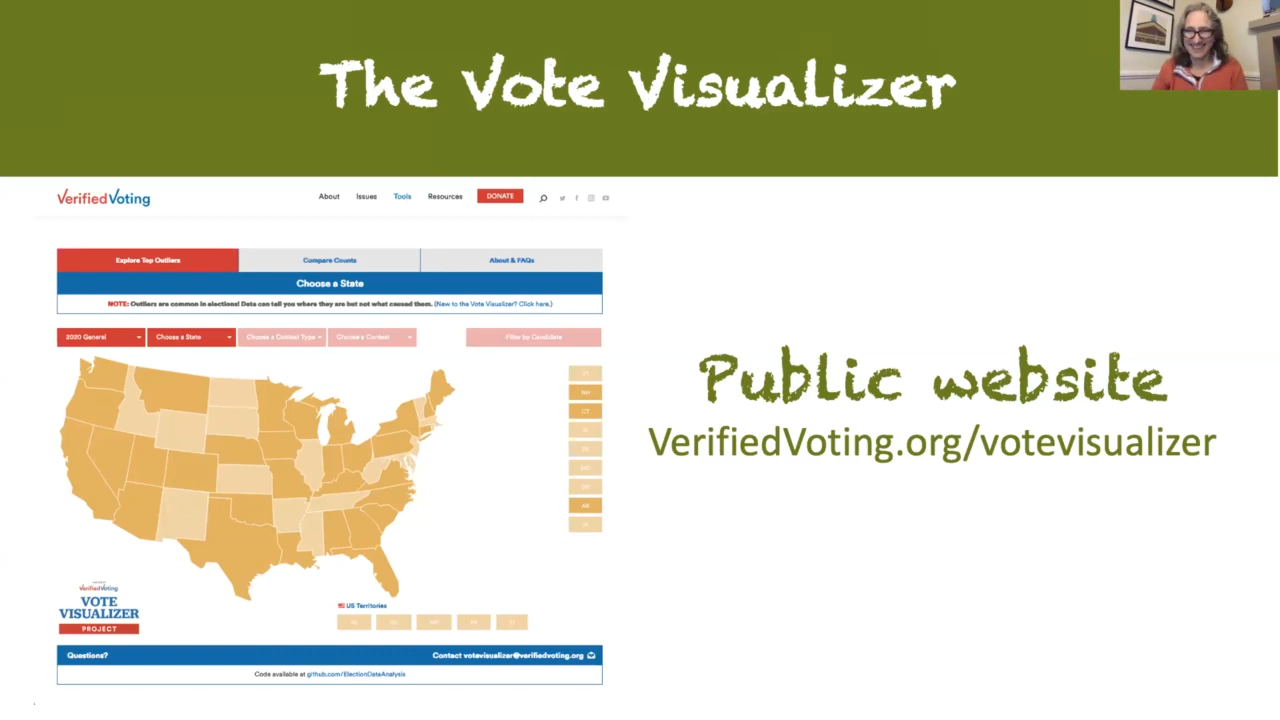 The Vote Visualizer
VerifiedVoting
About Issues Tools Resources DONATE
Explore Top Outliers Compare Counts About & FAQs
Choose a State
NOTE: Outliers are common in elections! Data can tell you where they are but not what caused them. (New to the Vote Visualizer? Click here.)
2020 General Choose a State Choose a Contest Type Choose a Contest Filter by Candidate
NH
CT
AK
Public website
VerifiedVoting.org/votevisualizer
VerifiedVoting
VOTE
VISUALIZER
PROJECT
US Territories
Questions? Contact votevisualizer@verifiedvoting.org
Code available at github.com/ElectionDataAnalysis